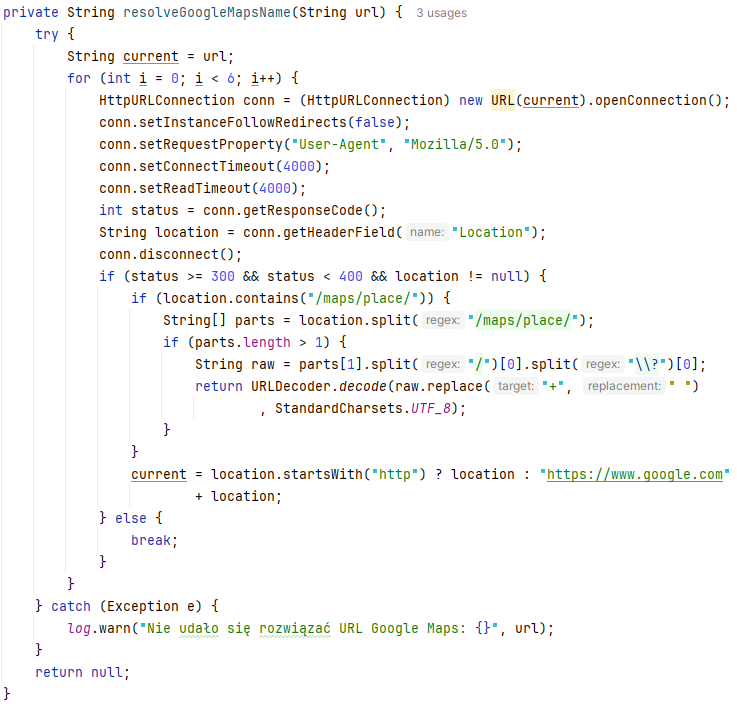 private String resolveGoogleMapsName(String url) { 3 usages
    try {
        String current = url;
        for (int i = 0; i < 6; i++) {
            HttpURLConnection conn = (HttpURLConnection) new URL(current).openConnection();
            conn.setInstanceFollowRedirects(false);
            conn.setRequestProperty("User-Agent", "Mozilla/5.0");
            conn.setConnectTimeout(4000);
            conn.setReadTimeout(4000);
            int status = conn.getResponseCode();
            String location = conn.getHeaderField( name: "Location");
            conn.disconnect();
            if (status >= 300 && status < 400 && location != null) {
                if (location.contains("/maps/place/")) {
                    String[] parts = location.split( regex: "/maps/place/");
                    if (parts.length > 1) {
                        String raw = parts[1].split( regex: "/")[0].split( regex: "\\?")[0];
                        return URLDecoder.decode(raw.replace( target: "+", replacement: " ")
                                , StandardCharsets.UTF_8);
                    }
                }
                current = location.startsWith("http") ? location : "https://www.google.com"
                        + location;
            } else {
                break;
            }
        }
    } catch (Exception e) {
        log.warn("Nie udało się rozwiązać URL Google Maps: {}", url);
    }
    return null;
}